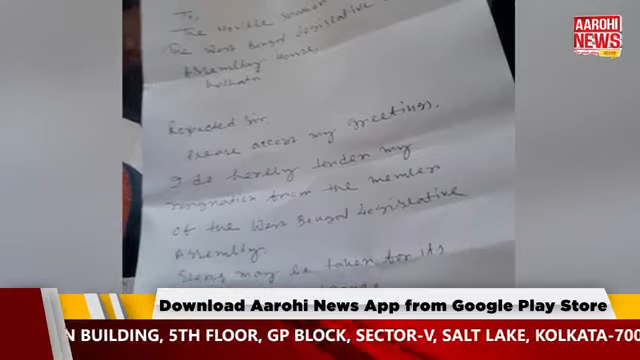 To,
The Hon'ble
The West Bengal Legislative
Assembly House,
Kolkata
Respected Sir,
Please accept my greetings.
I do hereby tender my
resignation from the member
of the West Bengal Legislative
Assembly.
Steps may be taken for its
AAROHI
NEWS
Download Aarohi News App from Google Play Store
N BUILDING, 5TH FLOOR, GP BLOCK, SECTOR-V, SALT LAKE, KOLKATA-700